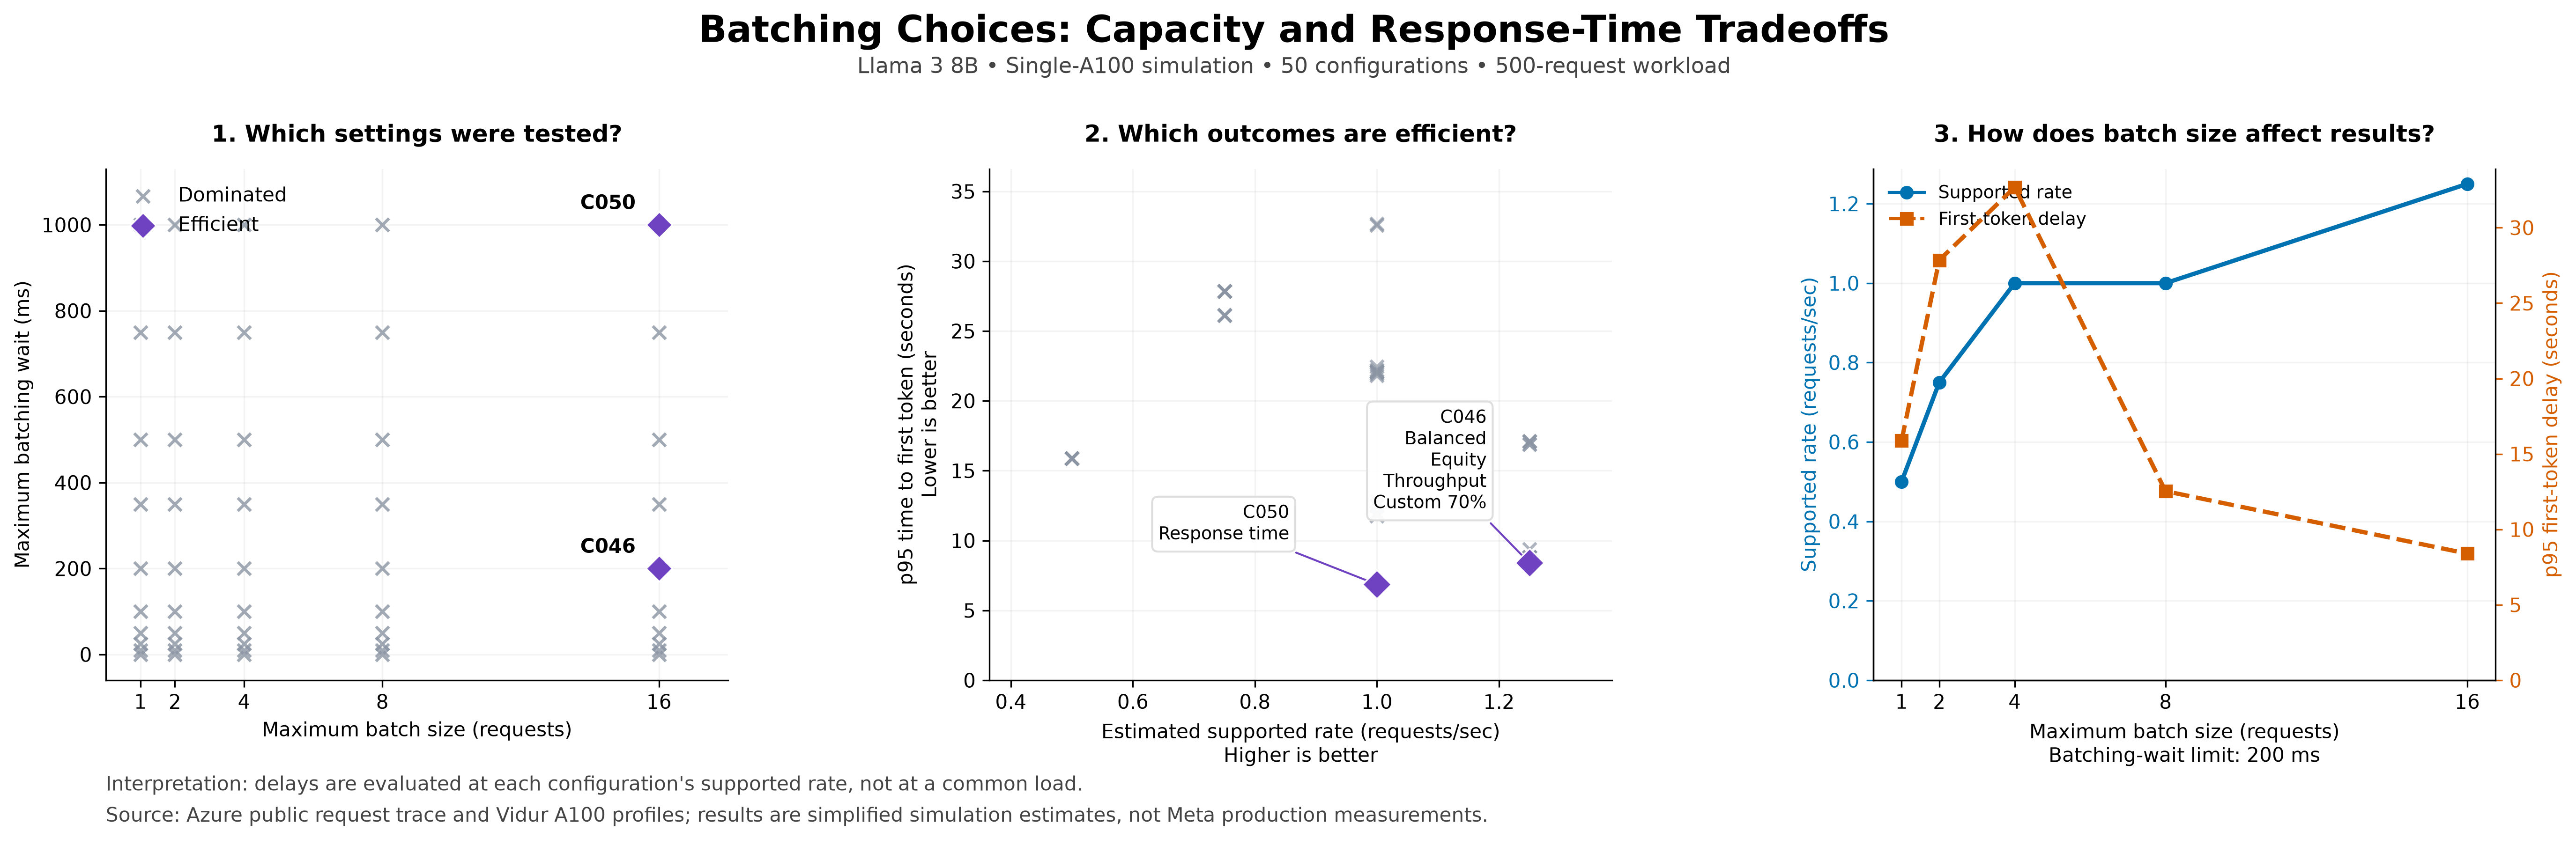 Batching Choices: Capacity and Response-Time Tradeoffs
Llama 3 8B • Single-A100 simulation • 50 configurations • 500-request workload
1. Which settings were tested?
Dominated
Efficient
C050
C046
1000
800
600
400
200
0
Maximum batching wait (ms)
1 2 4 8 16
Maximum batch size (requests)
2. Which outcomes are efficient?
35
30
25
20
15
10
5
0
p95 time to first token (seconds)
Lower is better
C046
Balanced
Equity
Throughput
Custom 70%
C050
Response time
0.4 0.6 0.8 1.0 1.2
Estimated supported rate (requests/sec)
Higher is better
3. How does batch size affect results?
Supported rate
First-token delay
1.2
1.0
0.8
0.6
0.4
0.2
0.0
Supported rate (requests/sec)
30
25
20
15
10
5
0
p95 first-token delay (seconds)
1 2 4 8 16
Maximum batch size (requests)
Batching-wait limit: 200 ms
Interpretation: delays are evaluated at each configuration's supported rate, not at a common load.
Source: Azure public request trace and Vidur A100 profiles; results are simplified simulation estimates, not Meta production measurements.